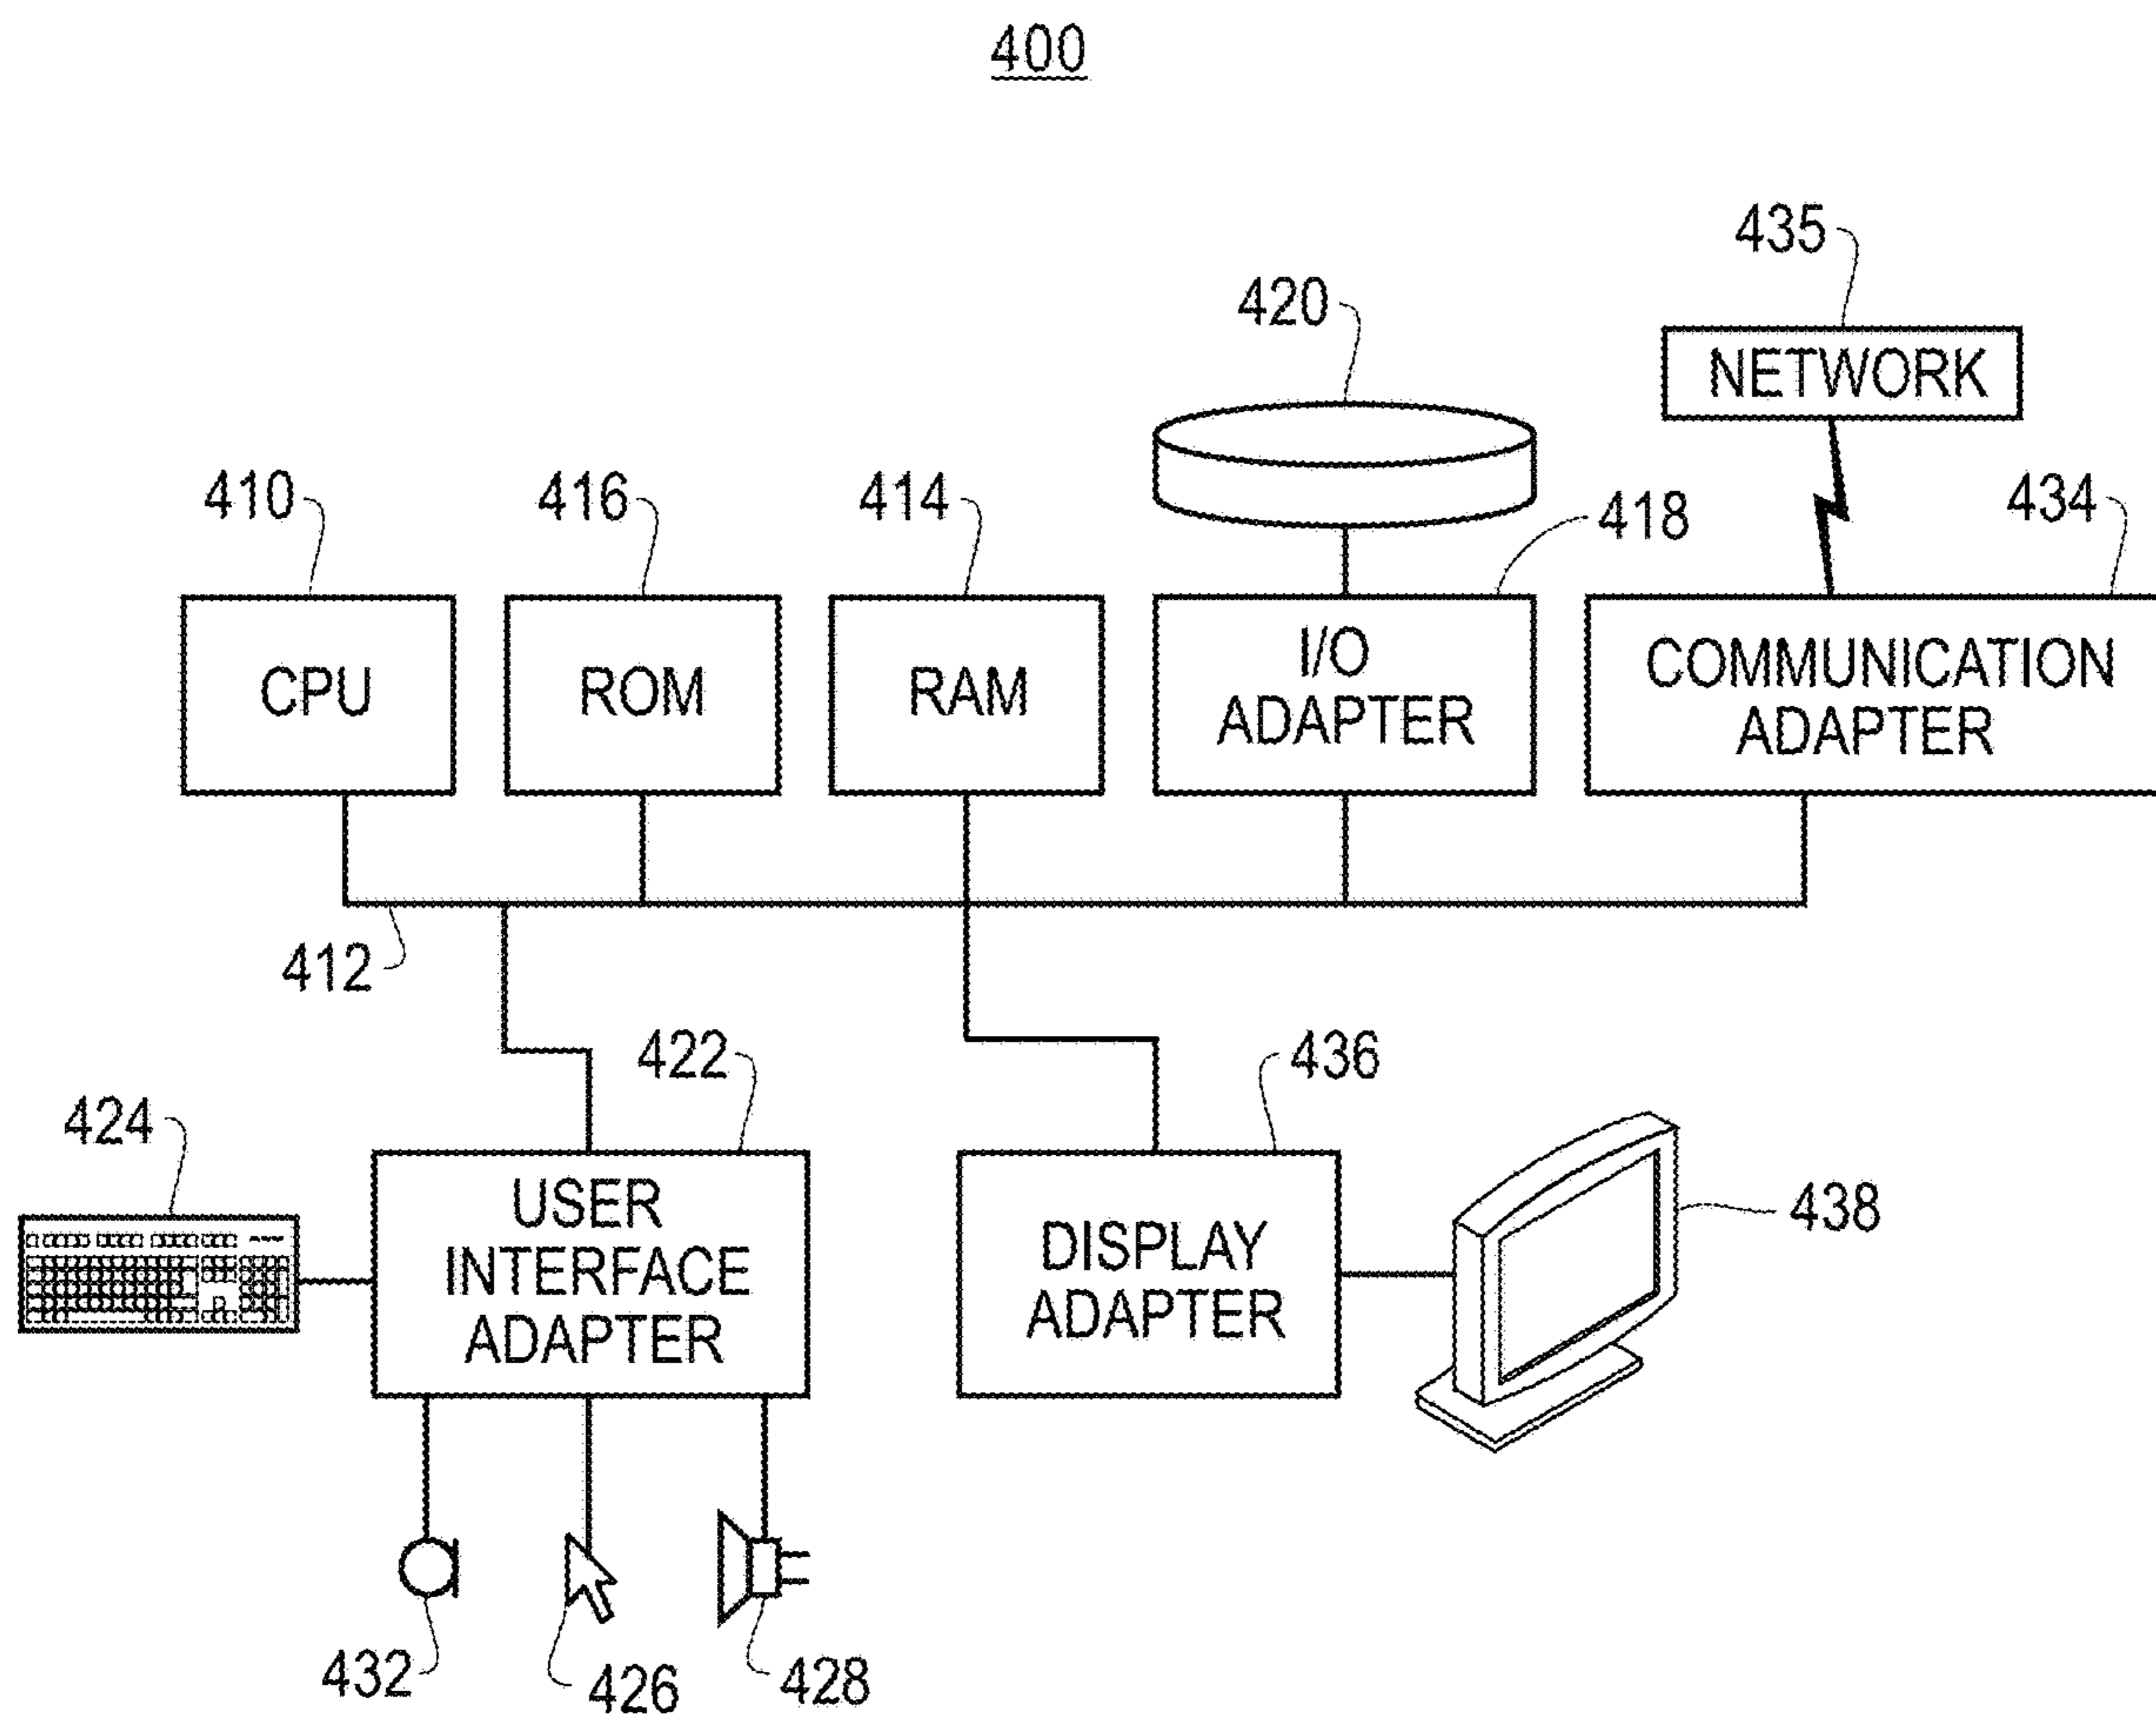 400
435
NETWORK
420
410
416
414
418
434
CPU
ROM
RAM
I/O
ADAPTER
COMMUNICATION
ADAPTER
412
422
436
424
USER
INTERFACE
ADAPTER
DISPLAY
ADAPTER
438
432
426
428